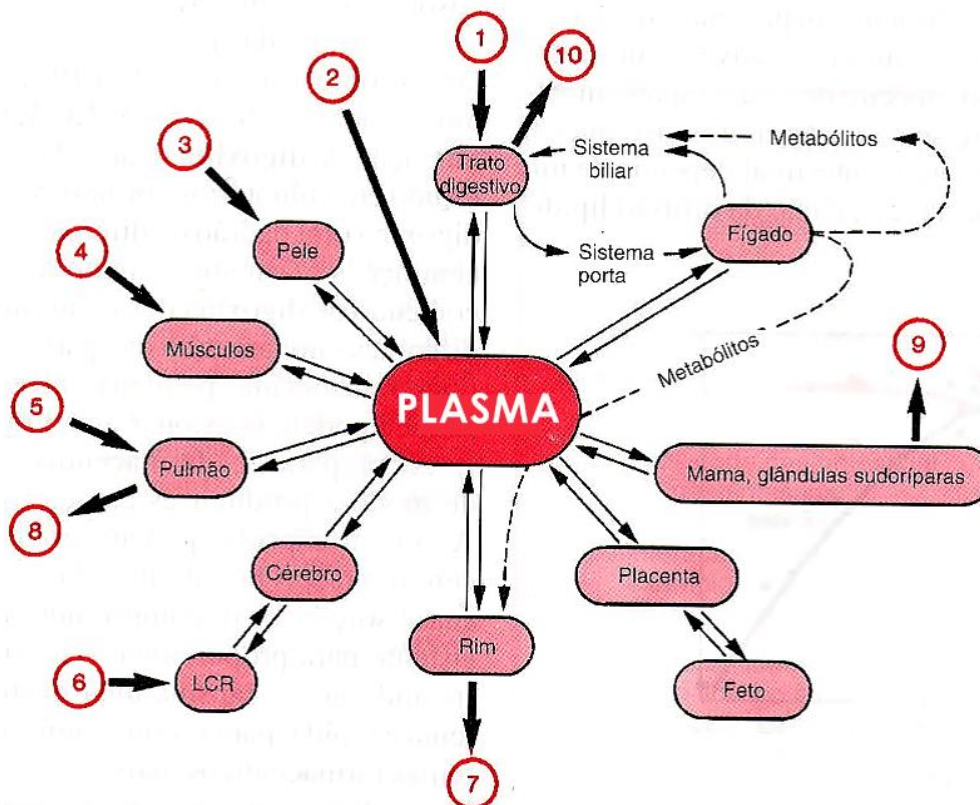 1
10
2
3
4
5
8
6
7
9
Trato
digestivo
Sistema
biliar
Metabólitos
Fígado
Sistema
porta
Pele
Músculos
Metabólitos
PLASMA
Pulmão
Mama, glândulas sudoríparas
Cérebro
Placenta
Rim
LCR
Feto